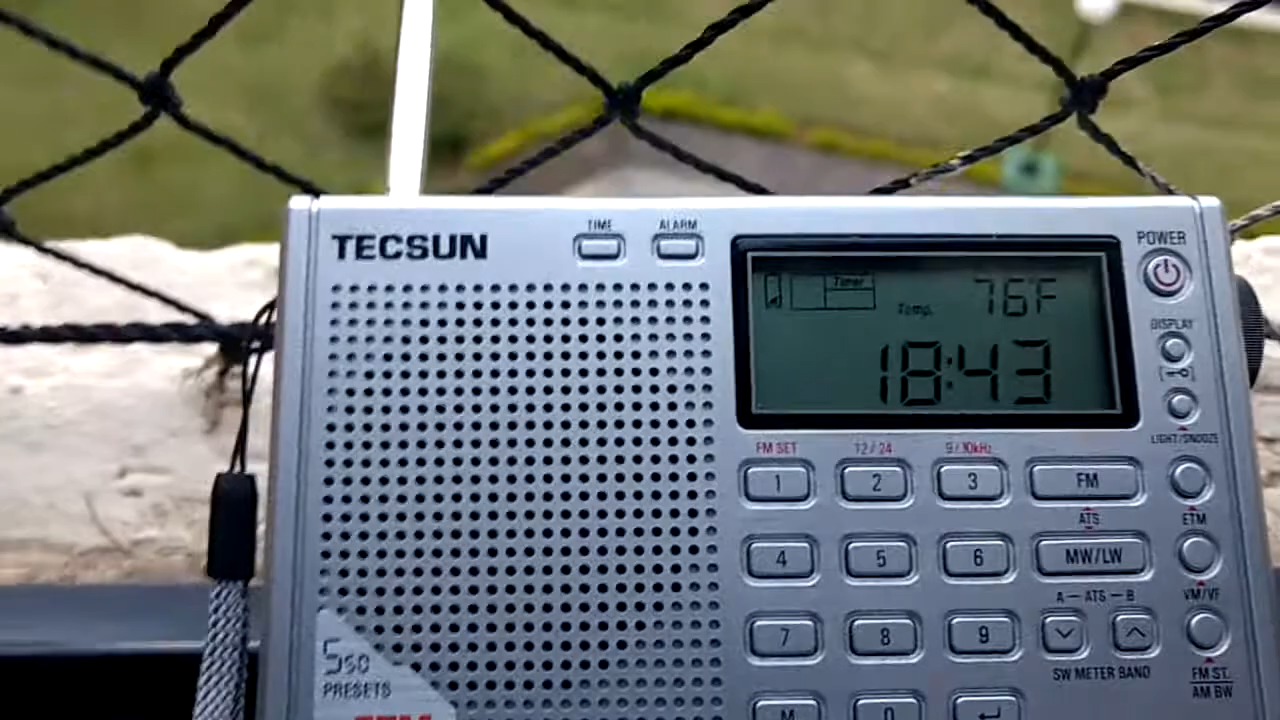 TECSUN
TIME ALARM
Timer
Temp. 76F
18:43
POWER
DISPLAY
LIGHT/SNOOZE
FM SET 12/24 9/10kHz
1 2 3 FM
ATS ETM
4 5 6 MW/LW
A — ATS — B VM/VF
7 8 9
SW METER BAND FM ST.
AM BW
550
PRESETS
M 0